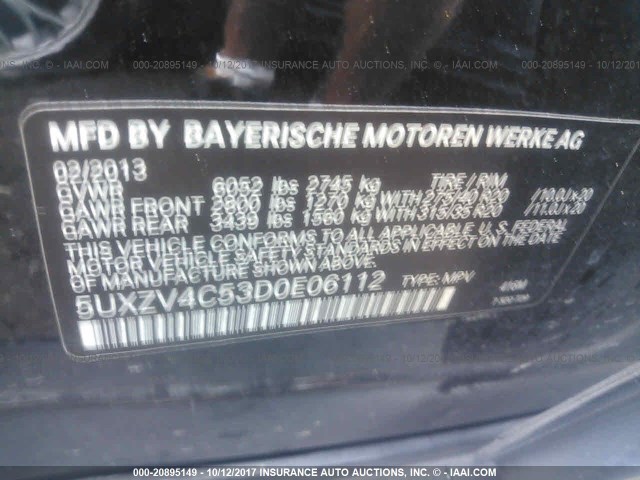 000-20895149 - 10/12/2017 INSURANCE AUTO AUCTIONS, INC. - IAAI.COM
MFD BY BAYERISCHE MOTOREN WERKE AG
02/2013
GVWR 6052 lbs 2745 kg TIRE / RIM
GAWR FRONT 2800 lbs 1270 kg WITH 275/40 R20 /10.0Jx20
GAWR REAR 3439 lbs 1560 kg WITH 315/35 R20 /11.0Jx20
THIS VEHICLE CONFORMS TO ALL APPLICABLE U.S. FEDERAL
MOTOR VEHICLE SAFETY STANDARDS IN EFFECT ON THE DATE
OF MANUFACTURE SHOWN ABOVE.
5UXZV4C53D0E06112 TYPE: MPV
000-20895149 - 10/12/2017 INSURANCE AUTO AUCTIONS, INC. - IAAI.COM